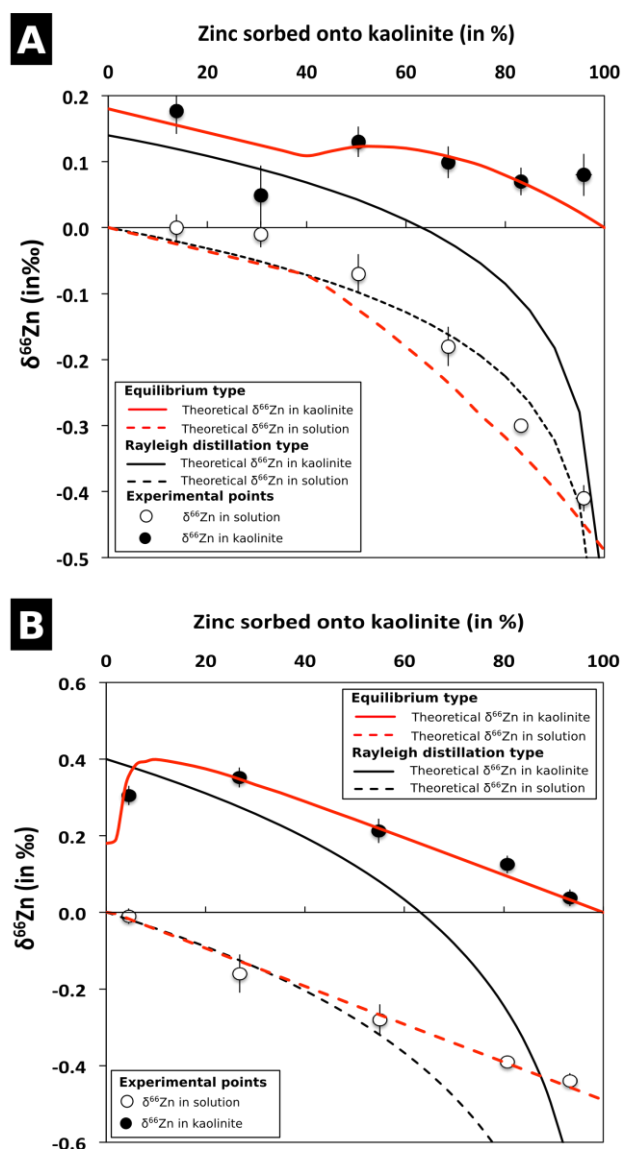 A
Zinc sorbed onto kaolinite (in %)
0 20 40 60 80 100
0.2
0.1
0.0
-0.1
-0.2
-0.3
-0.4
-0.5
δ⁶⁶Zn (in‰)
Equilibrium type
Theoretical δ⁶⁶Zn in kaolinite
Theoretical δ⁶⁶Zn in solution
Rayleigh distillation type
Theoretical δ⁶⁶Zn in kaolinite
Theoretical δ⁶⁶Zn in solution
Experimental points
δ⁶⁶Zn in solution
δ⁶⁶Zn in kaolinite
B
Zinc sorbed onto kaolinite (in %)
0 20 40 60 80 100
0.6
0.4
0.2
0.0
-0.2
-0.4
-0.6
δ⁶⁶Zn (in ‰)
Equilibrium type
Theoretical δ⁶⁶Zn in kaolinite
Theoretical δ⁶⁶Zn in solution
Rayleigh distillation type
Theoretical δ⁶⁶Zn in kaolinite
Theoretical δ⁶⁶Zn in solution
Experimental points
δ⁶⁶Zn in solution
δ⁶⁶Zn in kaolinite